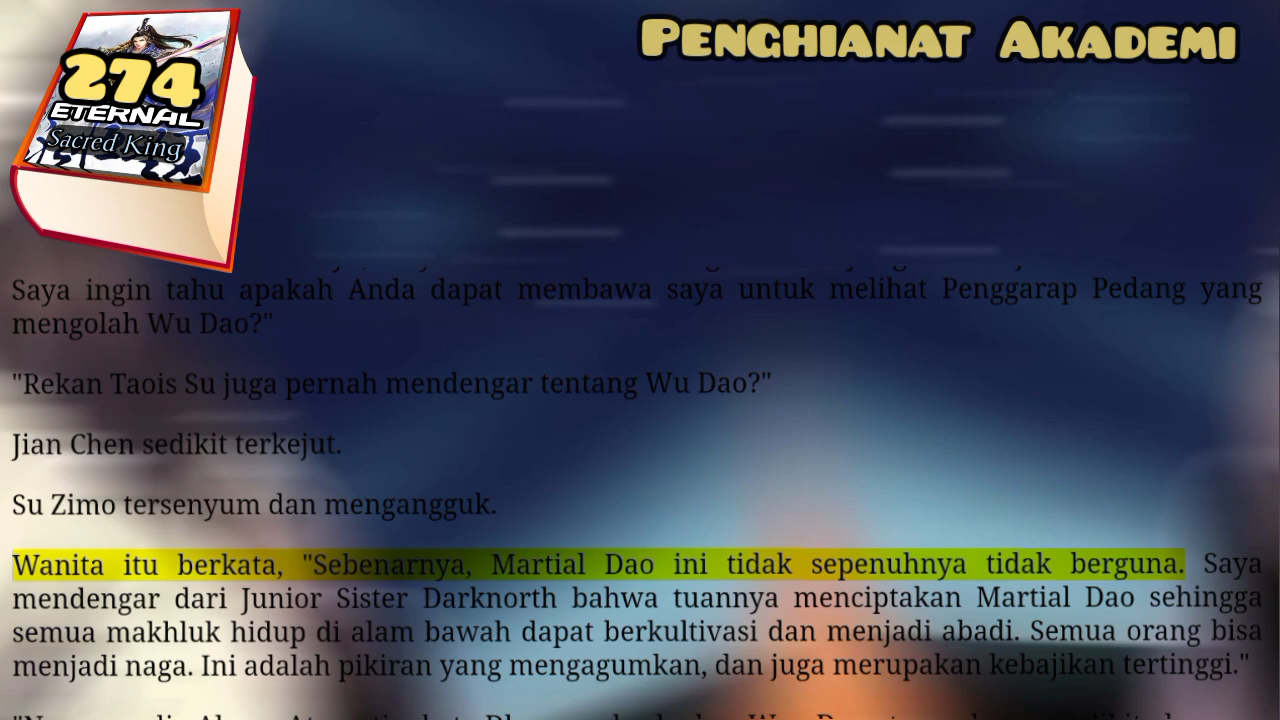 Penghianat Akademi
274
ETERNAL
Sacred King
Saya ingin tahu apakah Anda dapat membawa saya untuk melihat Penggarap Pedang yang
mengolah Wu Dao?"
"Rekan Taois Su juga pernah mendengar tentang Wu Dao?"
Jian Chen sedikit terkejut.
Su Zimo tersenyum dan mengangguk.
Wanita itu berkata, "Sebenarnya, Martial Dao ini tidak sepenuhnya tidak berguna. Saya
mendengar dari Junior Sister Darknorth bahwa tuannya menciptakan Martial Dao sehingga
semua makhluk hidup di alam bawah dapat berkultivasi dan menjadi abadi. Semua orang bisa
menjadi naga. Ini adalah pikiran yang mengagumkan, dan juga merupakan kebajikan tertinggi."